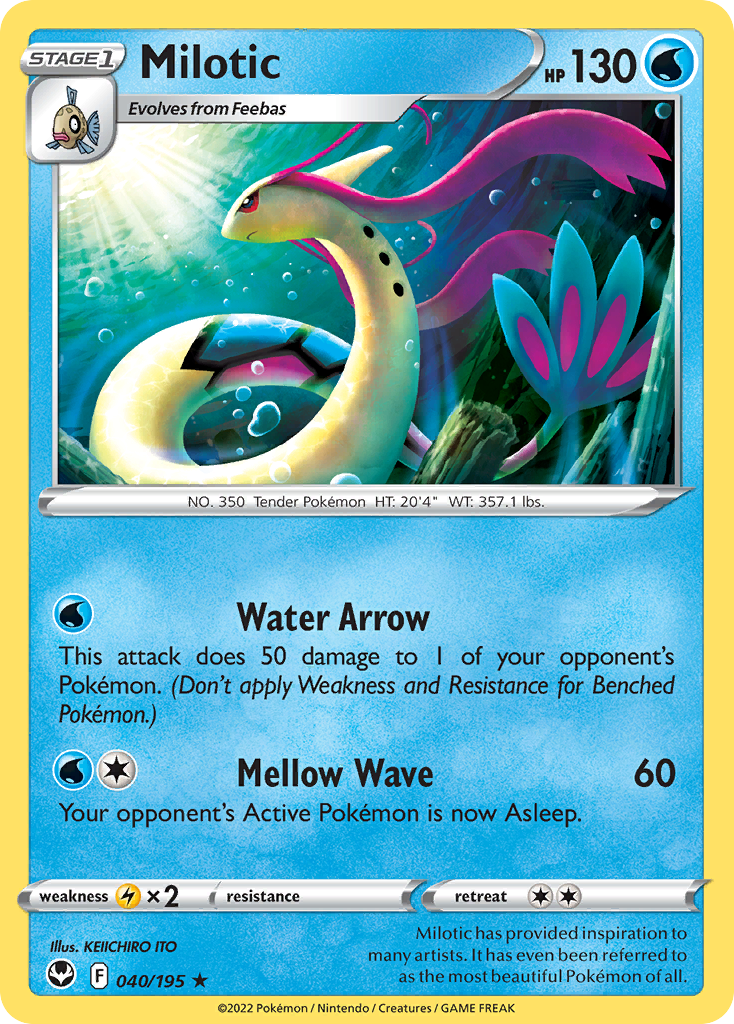 STAGE1
Milotic
HP 130
Evolves from Feebas
NO. 350 Tender Pokémon HT: 20'4" WT: 357.1 lbs.
Water Arrow
This attack does 50 damage to 1 of your opponent's
Pokémon. (Don't apply Weakness and Resistance for Benched
Pokémon.)
Mellow Wave 60
Your opponent's Active Pokémon is now Asleep.
weakness ×2 resistance retreat
Illus. KEIICHIRO ITO
F 040/195 ★
Milotic has provided inspiration to
many artists. It has even been referred to
as the most beautiful Pokémon of all.
©2022 Pokémon / Nintendo / Creatures / GAME FREAK